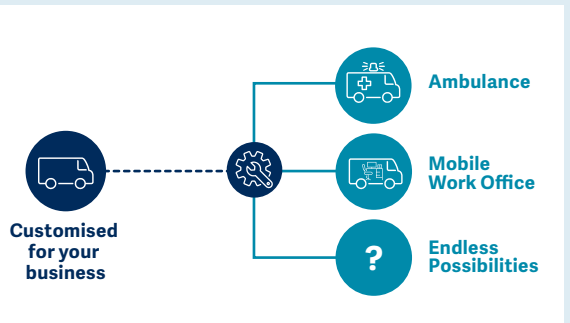 Customised
for your
business
Ambulance
Mobile
Work Office
?
Endless
Possibilities